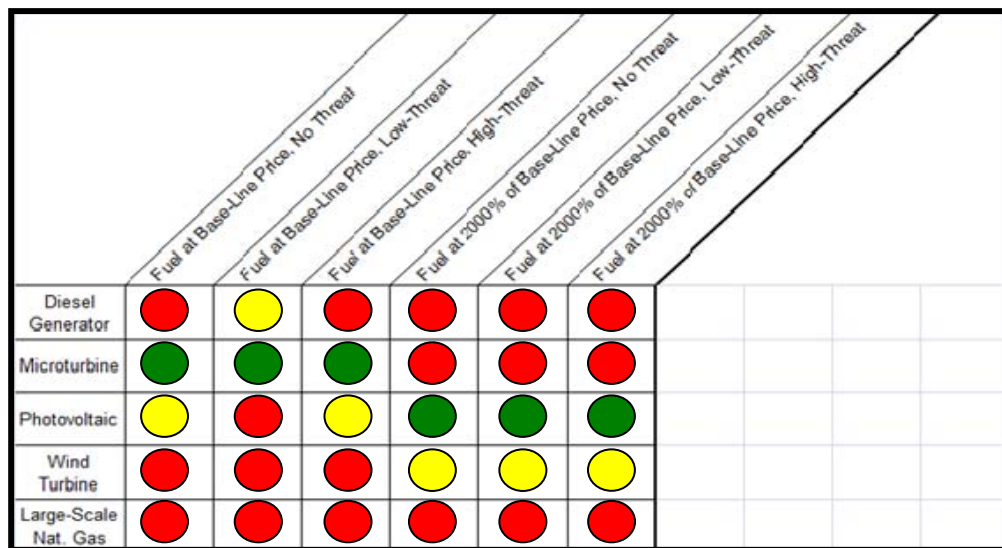 Fuel at Base-Line Price, No Threat
Fuel at Base-Line Price, Low-Threat
Fuel at Base-Line Price, High-Threat
Fuel at 2000% of Base-Line Price, No Threat
Fuel at 2000% of Base-Line Price, Low-Threat
Fuel at 2000% of Base-Line Price, High-Threat
Diesel
Generator
Microturbine
Photovoltaic
Wind
Turbine
Large-Scale
Nat. Gas